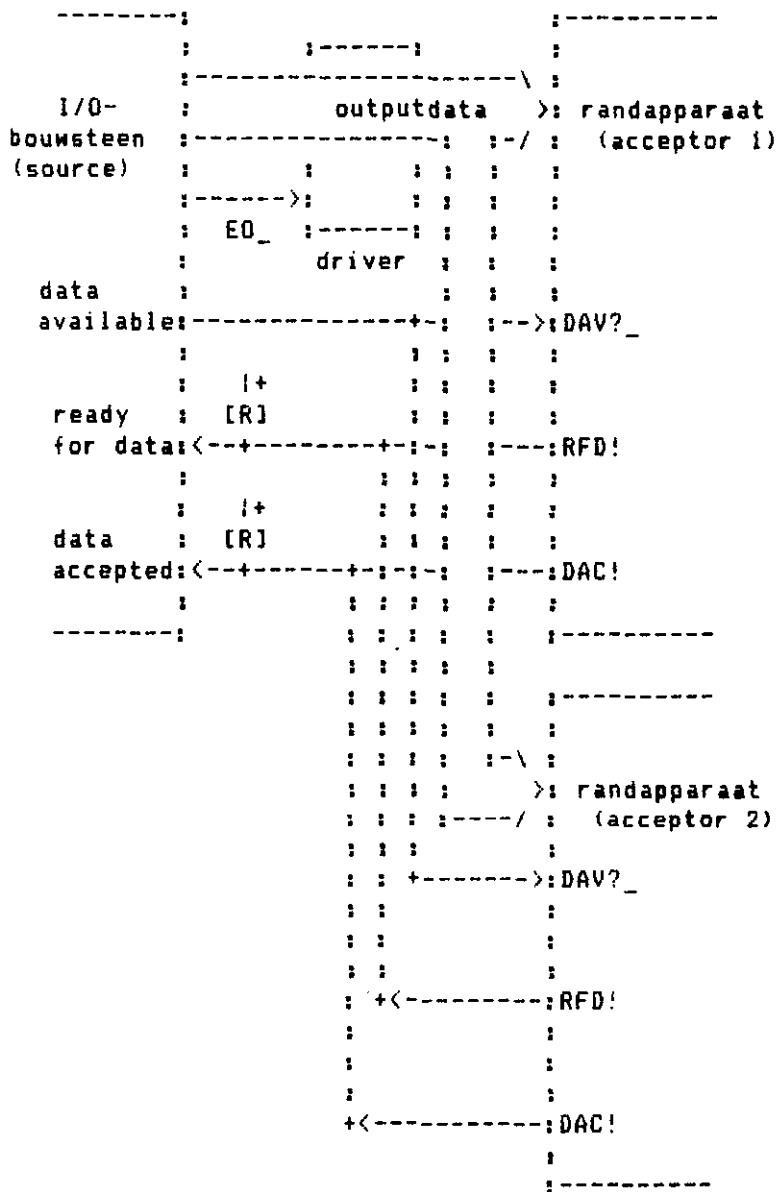 I/O-
bouwsteen
(source)
outputdata
randapparaat
(acceptor 1)
EO_
driver
data
available
DAV?_
|+
ready [R]
for data
RFD!
|+
data [R]
accepted
DAC!
randapparaat
(acceptor 2)
DAV?_
RFD!
DAC!